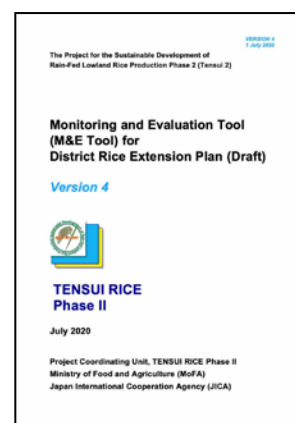 VERSION 4
1 July 2020
The Project for the Sustainable Development of
Rain-Fed Lowland Rice Production Phase 2 (Tensui 2)
Monitoring and Evaluation Tool
(M&E Tool) for
District Rice Extension Plan (Draft)
Version 4
TENSUI RICE
Phase II
July 2020
Project Coordinating Unit, TENSUI RICE Phase II
Ministry of Food and Agriculture (MoFA)
Japan International Cooperation Agency (JICA)